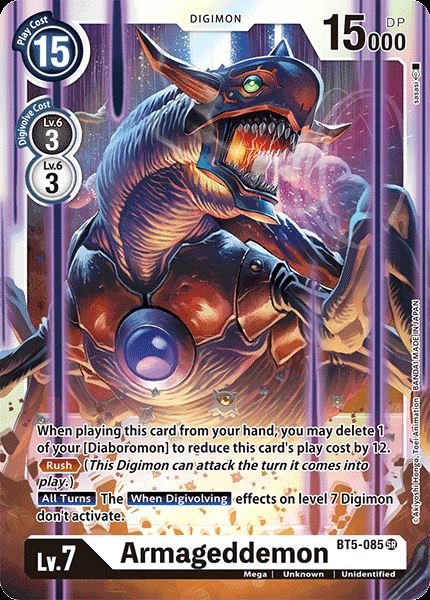 Play Cost
15
DIGIMON
15000
DP
Digivolve Cost
Lv.6
3
Lv.6
3
sasasi
When playing this card from your hand, you may delete 1
of your [Diaboromon] to reduce this card's play cost by 12.
Rush (This Digimon can attack the turn it comes into
play.)
All Turns The When Digivolving effects on level 7 Digimon
don't activate.
©Akiyoshi Hongo, Toei Animation BANDAI MADE IN JAPAN
Lv.7
Armageddemon
BT5-085 SR
Mega | Unknown | Unidentified